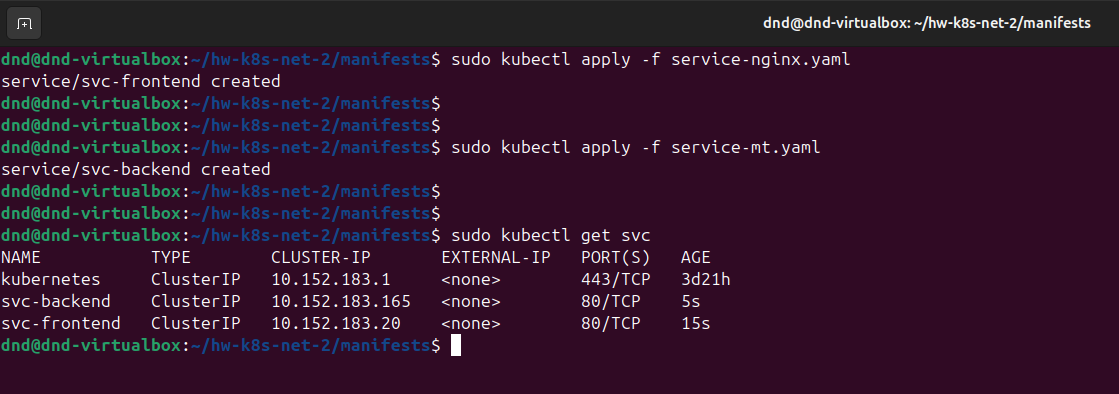 dnd@dnd-virtualbox: ~/hw-k8s-net-2/manifests
dnd@dnd-virtualbox:~/hw-k8s-net-2/manifests$ sudo kubectl apply -f service-nginx.yaml
service/svc-frontend created
dnd@dnd-virtualbox:~/hw-k8s-net-2/manifests$
dnd@dnd-virtualbox:~/hw-k8s-net-2/manifests$
dnd@dnd-virtualbox:~/hw-k8s-net-2/manifests$ sudo kubectl apply -f service-mt.yaml
service/svc-backend created
dnd@dnd-virtualbox:~/hw-k8s-net-2/manifests$
dnd@dnd-virtualbox:~/hw-k8s-net-2/manifests$
dnd@dnd-virtualbox:~/hw-k8s-net-2/manifests$ sudo kubectl get svc
NAME           TYPE        CLUSTER-IP       EXTERNAL-IP   PORT(S)   AGE
kubernetes     ClusterIP   10.152.183.1     <none>        443/TCP   3d21h
svc-backend    ClusterIP   10.152.183.165   <none>        80/TCP    5s
svc-frontend   ClusterIP   10.152.183.20    <none>        80/TCP    15s
dnd@dnd-virtualbox:~/hw-k8s-net-2/manifests$